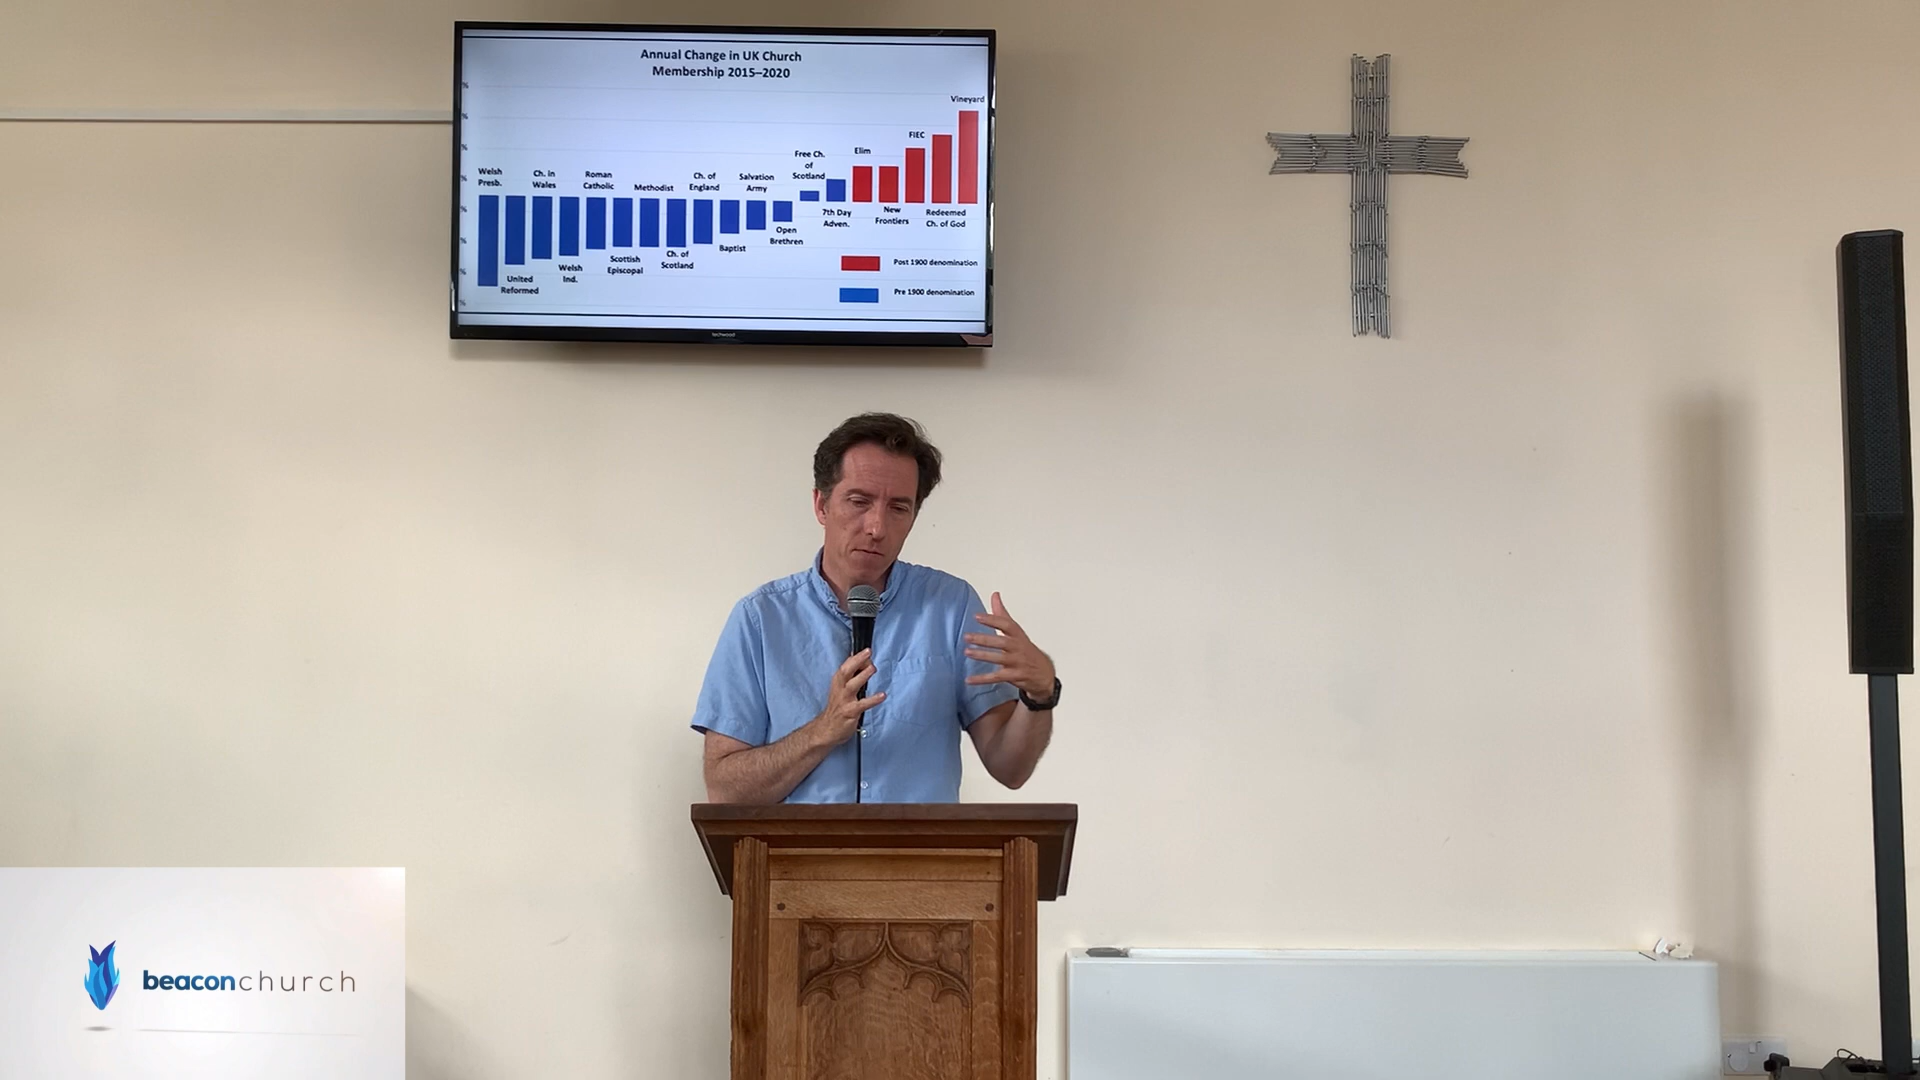 Annual Change in UK Church
Membership 2015–2020
%
%
%
%
%
%
%
%
Vineyard
FIEC
Elim
Free Ch.
of
Scotland
Welsh
Presb.
Ch. in
Wales
Roman
Catholic
Methodist
Ch. of
England
Salvation
Army
7th Day
Adven.
New
Frontiers
Redeemed
Ch. of God
Open
Brethren
Baptist
Ch. of
Scotland
Scottish
Episcopal
Welsh
Ind.
United
Reformed
Post 1900 denomination
Pre 1900 denomination
techwood
beaconchurch